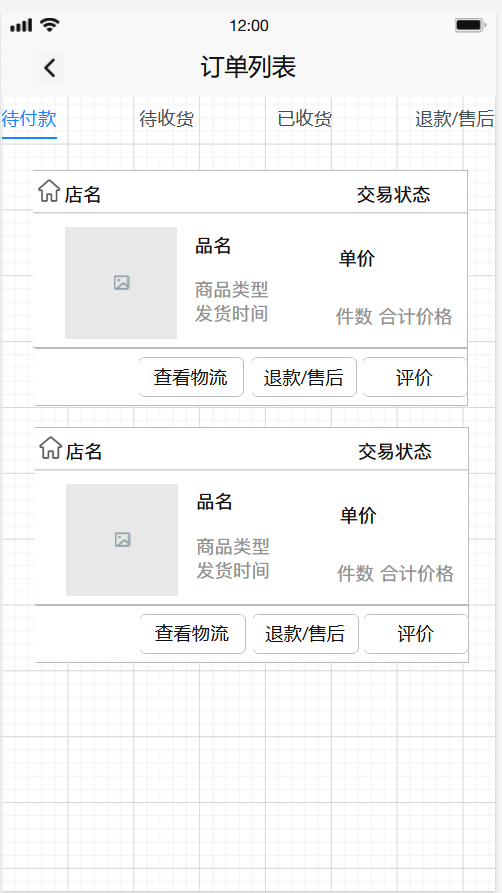 12:00
订单列表
待付款 待收货 已收货 退款/售后
店名 交易状态
品名
单价
商品类型
发货时间 件数 合计价格
查看物流 退款/售后 评价
店名 交易状态
品名
单价
商品类型
发货时间 件数 合计价格
查看物流 退款/售后 评价